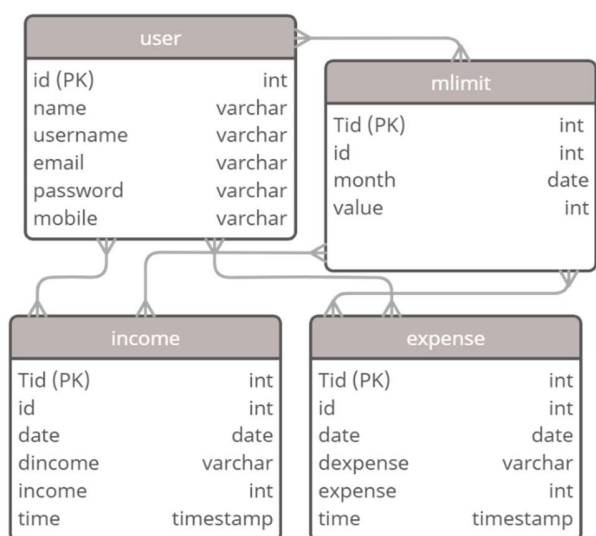 user
id (PK) int
name varchar
username varchar
email varchar
password varchar
mobile varchar
mlimit
Tid (PK) int
id int
month date
value int
income
Tid (PK) int
id int
date date
dincome varchar
income int
time timestamp
expense
Tid (PK) int
id int
date date
dexpense varchar
expense int
time timestamp